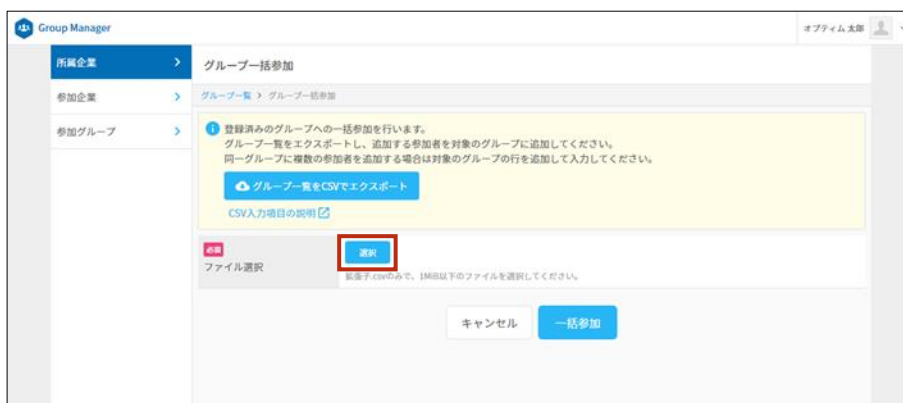 Group Manager
オプティム 太郎
所属企業
参加企業
参加グループ
グループ一括参加
グループ一覧 > グループ一括参加
登録済みのグループへの一括参加を行います。
グループ一覧をエクスポートし、追加する参加者を対象のグループに追加してください。
同一グループに複数の参加者を追加する場合は対象のグループの行を追加して入力してください。
グループ一覧をCSVでエクスポート
CSV入力項目の説明
必須
ファイル選択
選択
拡張子.csvのみで、1MiB以下のファイルを選択してください。
キャンセル
一括参加